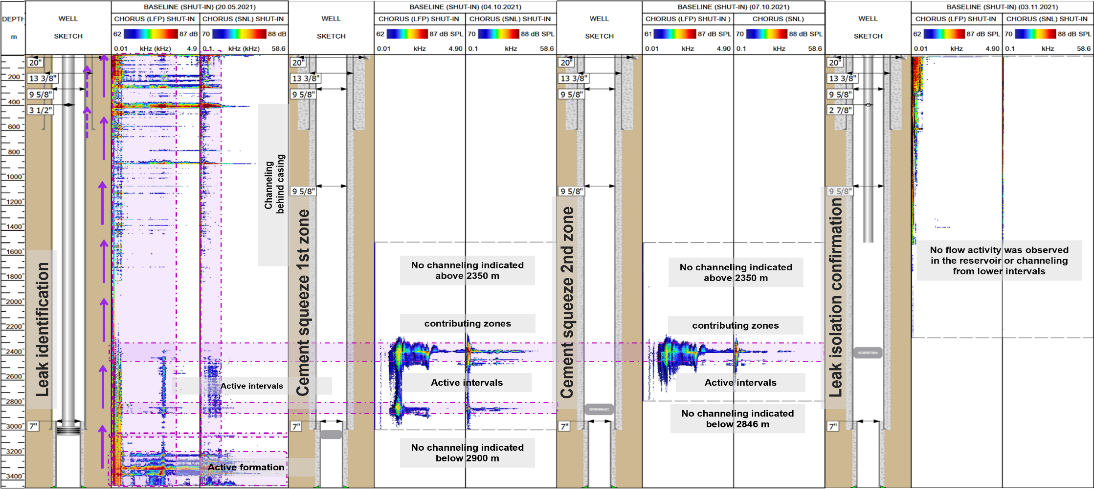 DEPTH
m
WELL
SKETCH
BASELINE (SHUT-IN) (20.05.2021)
CHORUS (LFP) SHUT-IN
CHORUS (SNL) SHUT-IN
62 87 dB
70 88 dB
0.01 kHz (kHz) 4.9
0.1 kHz (kHz) 58.6
WELL
SKETCH
BASELINE (SHUT-IN) (04.10.2021)
CHORUS (LFP) SHUT-IN
CHORUS (SNL) SHUT-IN
62 87 dB SPL
70 88 dB SPL
0.01 kHz 4.90
0.1 kHz 58.6
WELL
SKETCH
BASELINE (SHUT-IN) (07.10.2021)
CHORUS (LFP) SHUT-IN )
CHORUS (SNL) SHUT-IN
61 87 dB SPL
70 88 dB SPL
0.01 kHz 4.90
0.1 kHz 58.6
WELL
SKETCH
BASELINE (SHUT-IN) 03.11.2021)
CHORUS (LFP) SHUT-IN
CHORUS (SNL) SHUT-IN
62 87 dB SPL
70 88 dB SPL
0.01 kHz 4.90
0.1 kHz 58.6
200
400
600
800
1000
1200
1400
1600
1800
2000
2200
2400
2600
2800
3000
3200
3400
20"
13 3/8"
9 5/8"
3 1/2"
7"
Leak identification
Channeling
behind casing
Active intervals
Active formation
20"
13 3/8"
9 5/8"
9 5/8"
7"
Cement squeeze 1st zone
No channeling indicated
above 2350 m
contributing zones
Active intervals
No channeling indicated
below 2900 m
20"
13 3/8"
9 5/8"
9 5/8"
7"
Cement squeeze 2nd zone
No channeling indicated
above 2350 m
contributing zones
Active intervals
No channeling indicated
below 2846 m
20"
13 3/8"
9 5/8"
2 7/8"
9 5/8"
7"
Leak isolation confirmation
No flow activity was observed
in the reservoir or channeling
from lower intervals